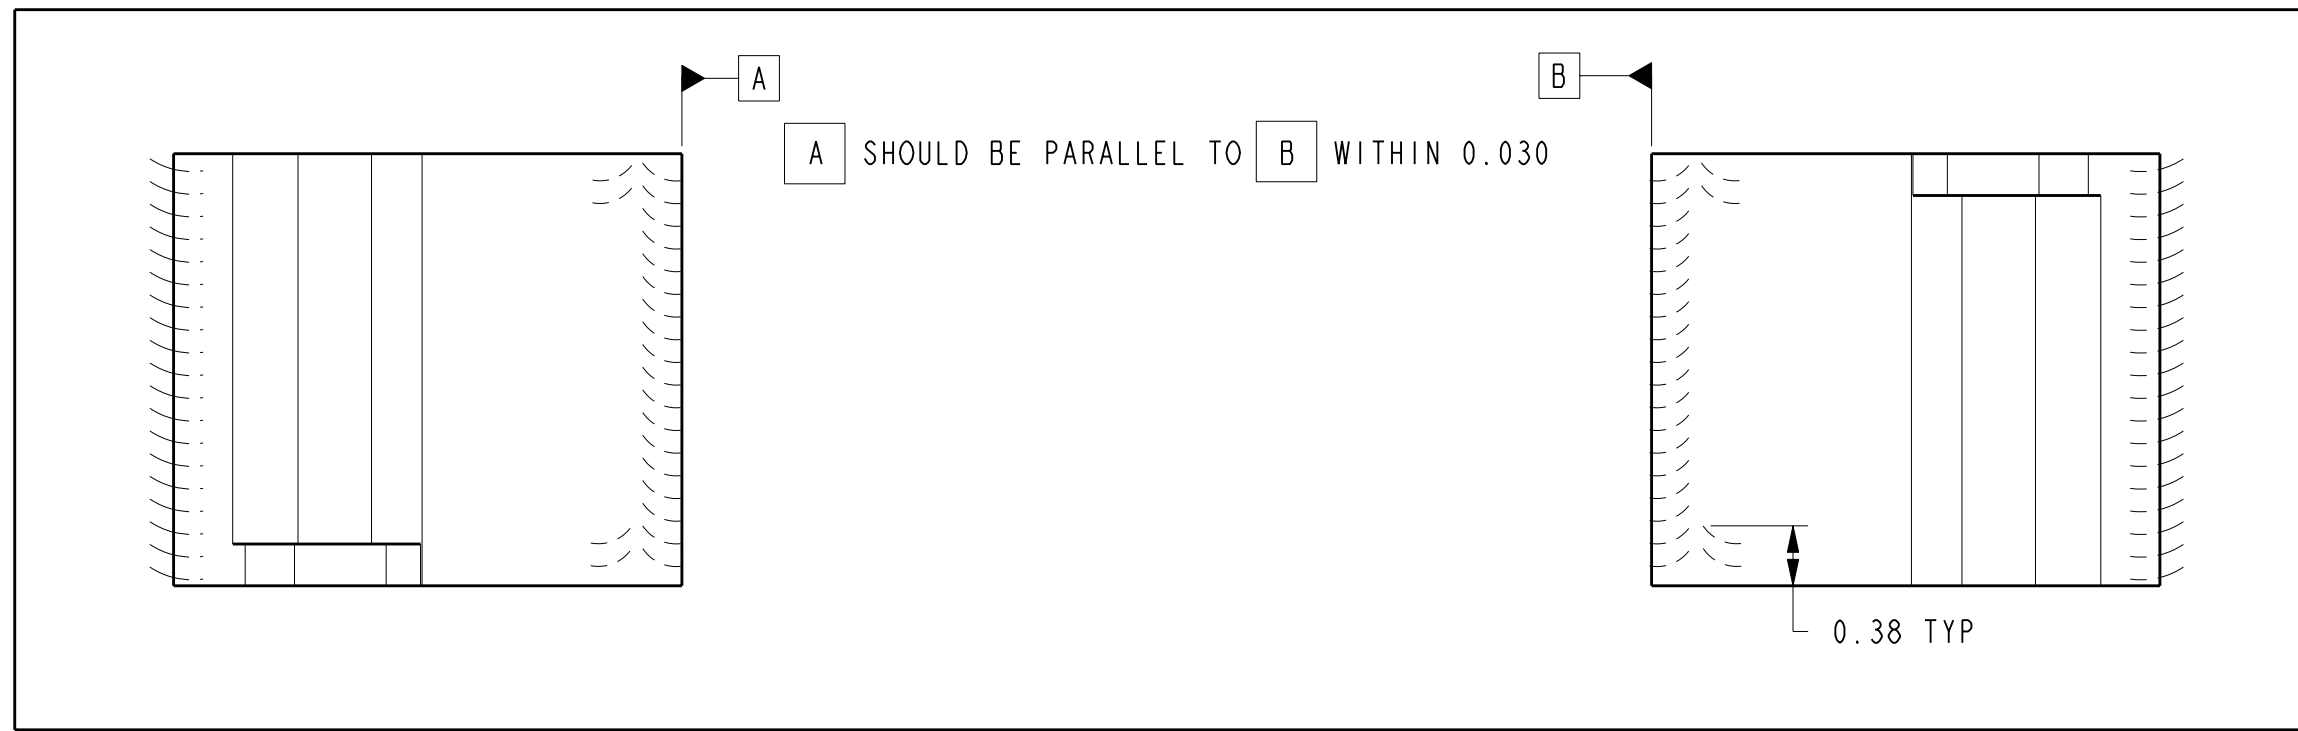 A
B
A SHOULD BE PARALLEL TO B WITHIN 0.030
0.38 TYP